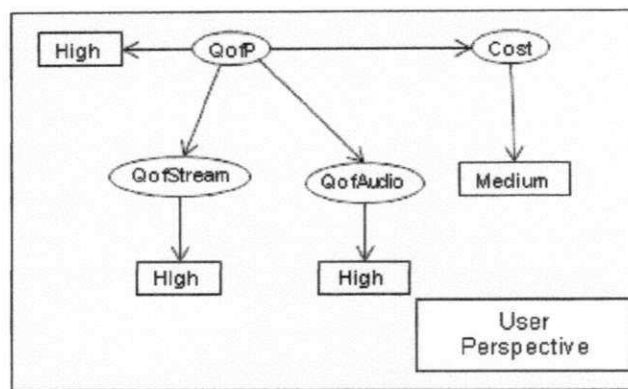 High
QofP
Cost
QofStream
QofAudio
Medium
HIgh
High
User
Perspective